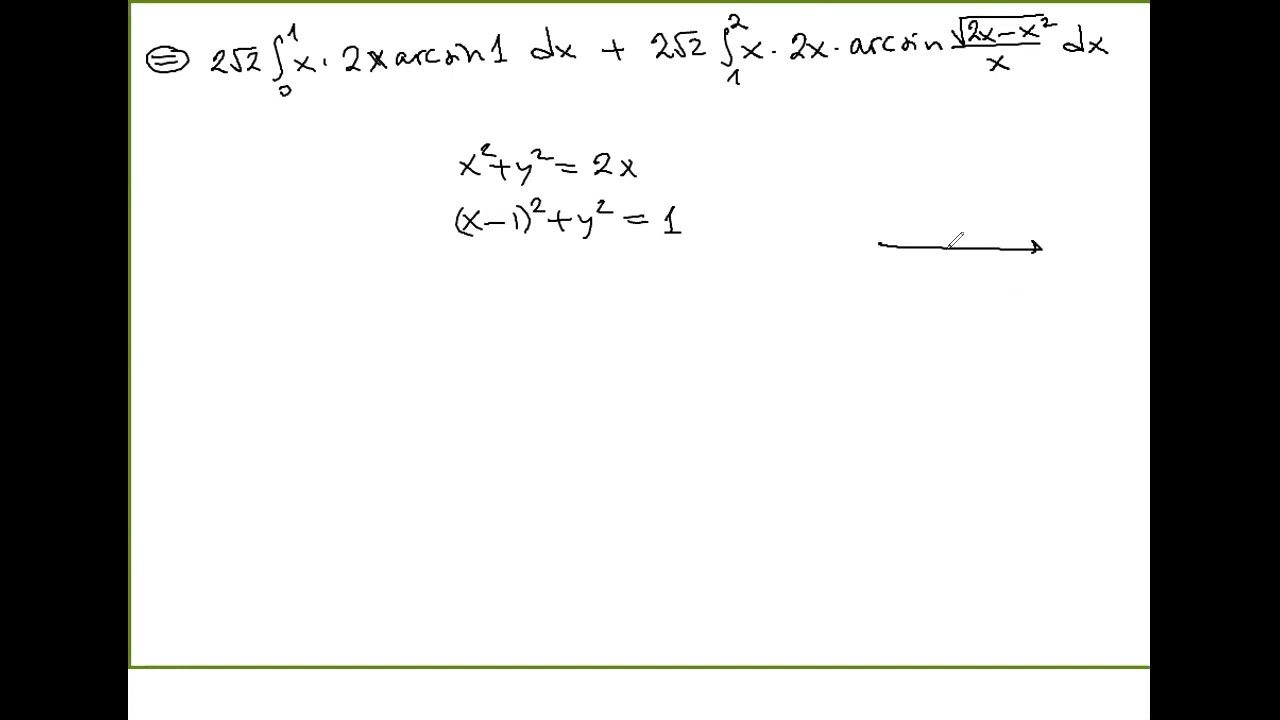 ⊜ 2√2 ∫₀¹ x · 2x arcsin 1 dx + 2√2 ∫₁² x · 2x · arcsin √(2x−x²)/x dx
x² + y² = 2x
(x−1)² + y² = 1